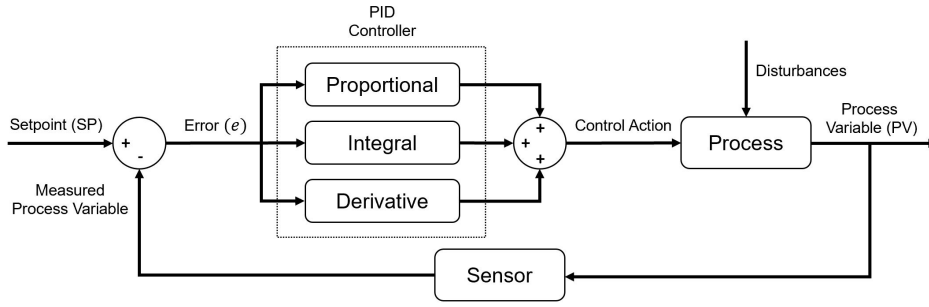 PID
Controller
Proportional
Disturbances
Setpoint (SP)
Error (e)
+
-
Integral
+
+
+
Control Action
Process
Process
Variable (PV)
Measured
Process Variable
Derivative
Sensor